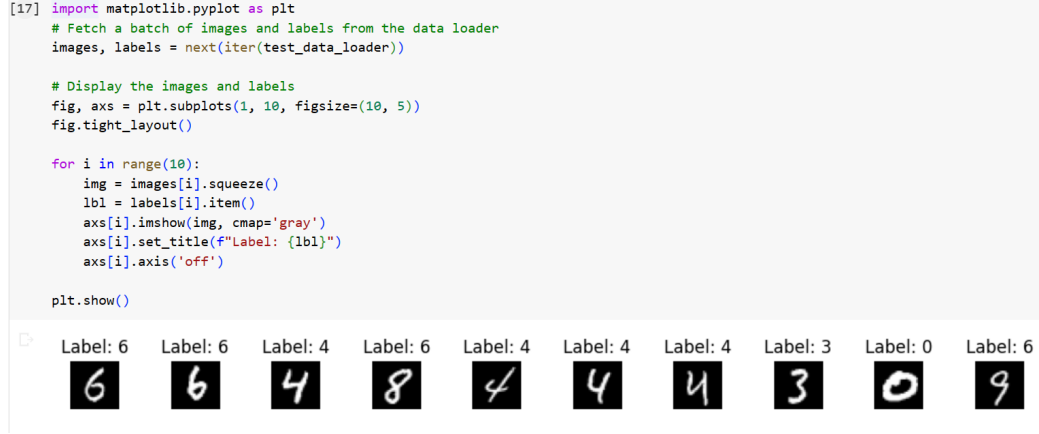 [17] import matplotlib.pyplot as plt
# Fetch a batch of images and labels from the data loader
images, labels = next(iter(test_data_loader))
# Display the images and labels
fig, axs = plt.subplots(1, 10, figsize=(10, 5))
fig.tight_layout()
for i in range(10):
    img = images[i].squeeze()
    lbl = labels[i].item()
    axs[i].imshow(img, cmap='gray')
    axs[i].set_title(f"Label: {lbl}")
    axs[i].axis('off')
plt.show()
Label: 6 Label: 6 Label: 4 Label: 6 Label: 4 Label: 4 Label: 4 Label: 3 Label: 0 Label: 6
6 6 4 8 4 4 4 3 0 9